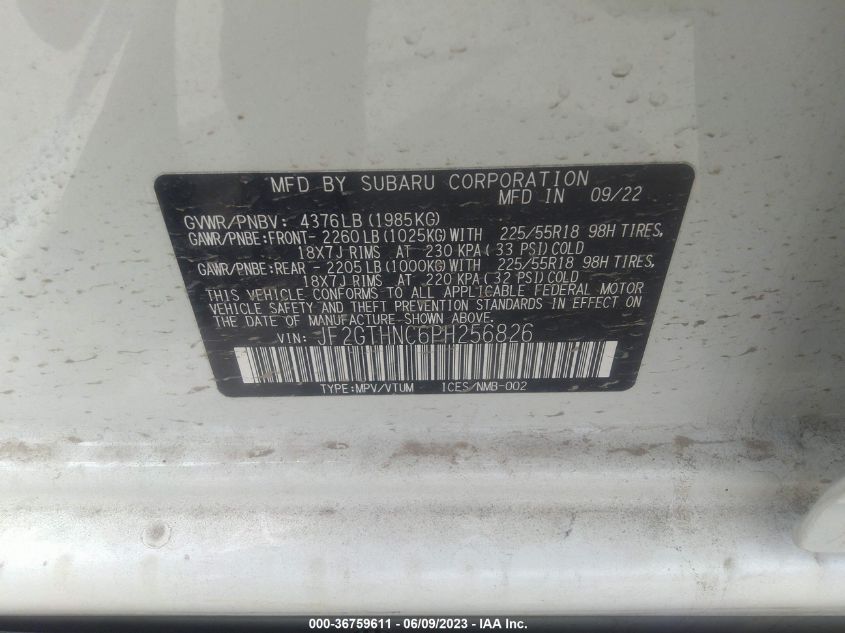 MFD BY SUBARU CORPORATION
MFD IN 09/22
GVWR/PNBV: 4376LB (1985KG)
GAWR/PNBE:FRONT- 2260LB (1025KG) WITH 225/55R18 98H TIRES,
18X7J RIMS AT 230 KPA ( 33 PSI) COLD
GAWR/PNBE:REAR - 2205LB (1000KG) WITH 225/55R18 98H TIRES,
18X7J RIMS AT 220 KPA ( 32 PSI) COLD
THIS VEHICLE CONFORMS TO ALL APPLICABLE FEDERAL MOTOR
VEHICLE SAFETY AND THEFT PREVENTION STANDARDS IN EFFECT ON
THE DATE OF MANUFACTURE SHOWN ABOVE.
VIN: JF2GTHNC6PH256826
TYPE:MPV/VTUM ICES/NMB-002
000-36759611 - 06/09/2023 - IAA Inc.